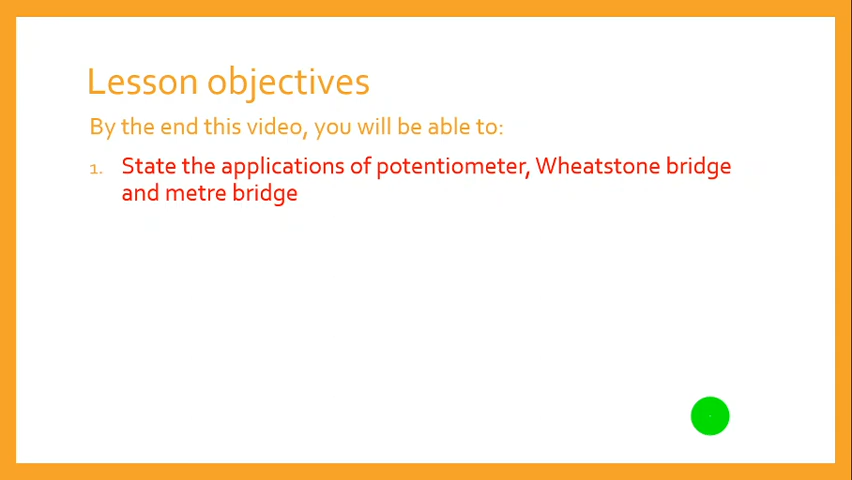 Lesson objectives
By the end this video, you will be able to:
1. State the applications of potentiometer, Wheatstone bridge
and metre bridge